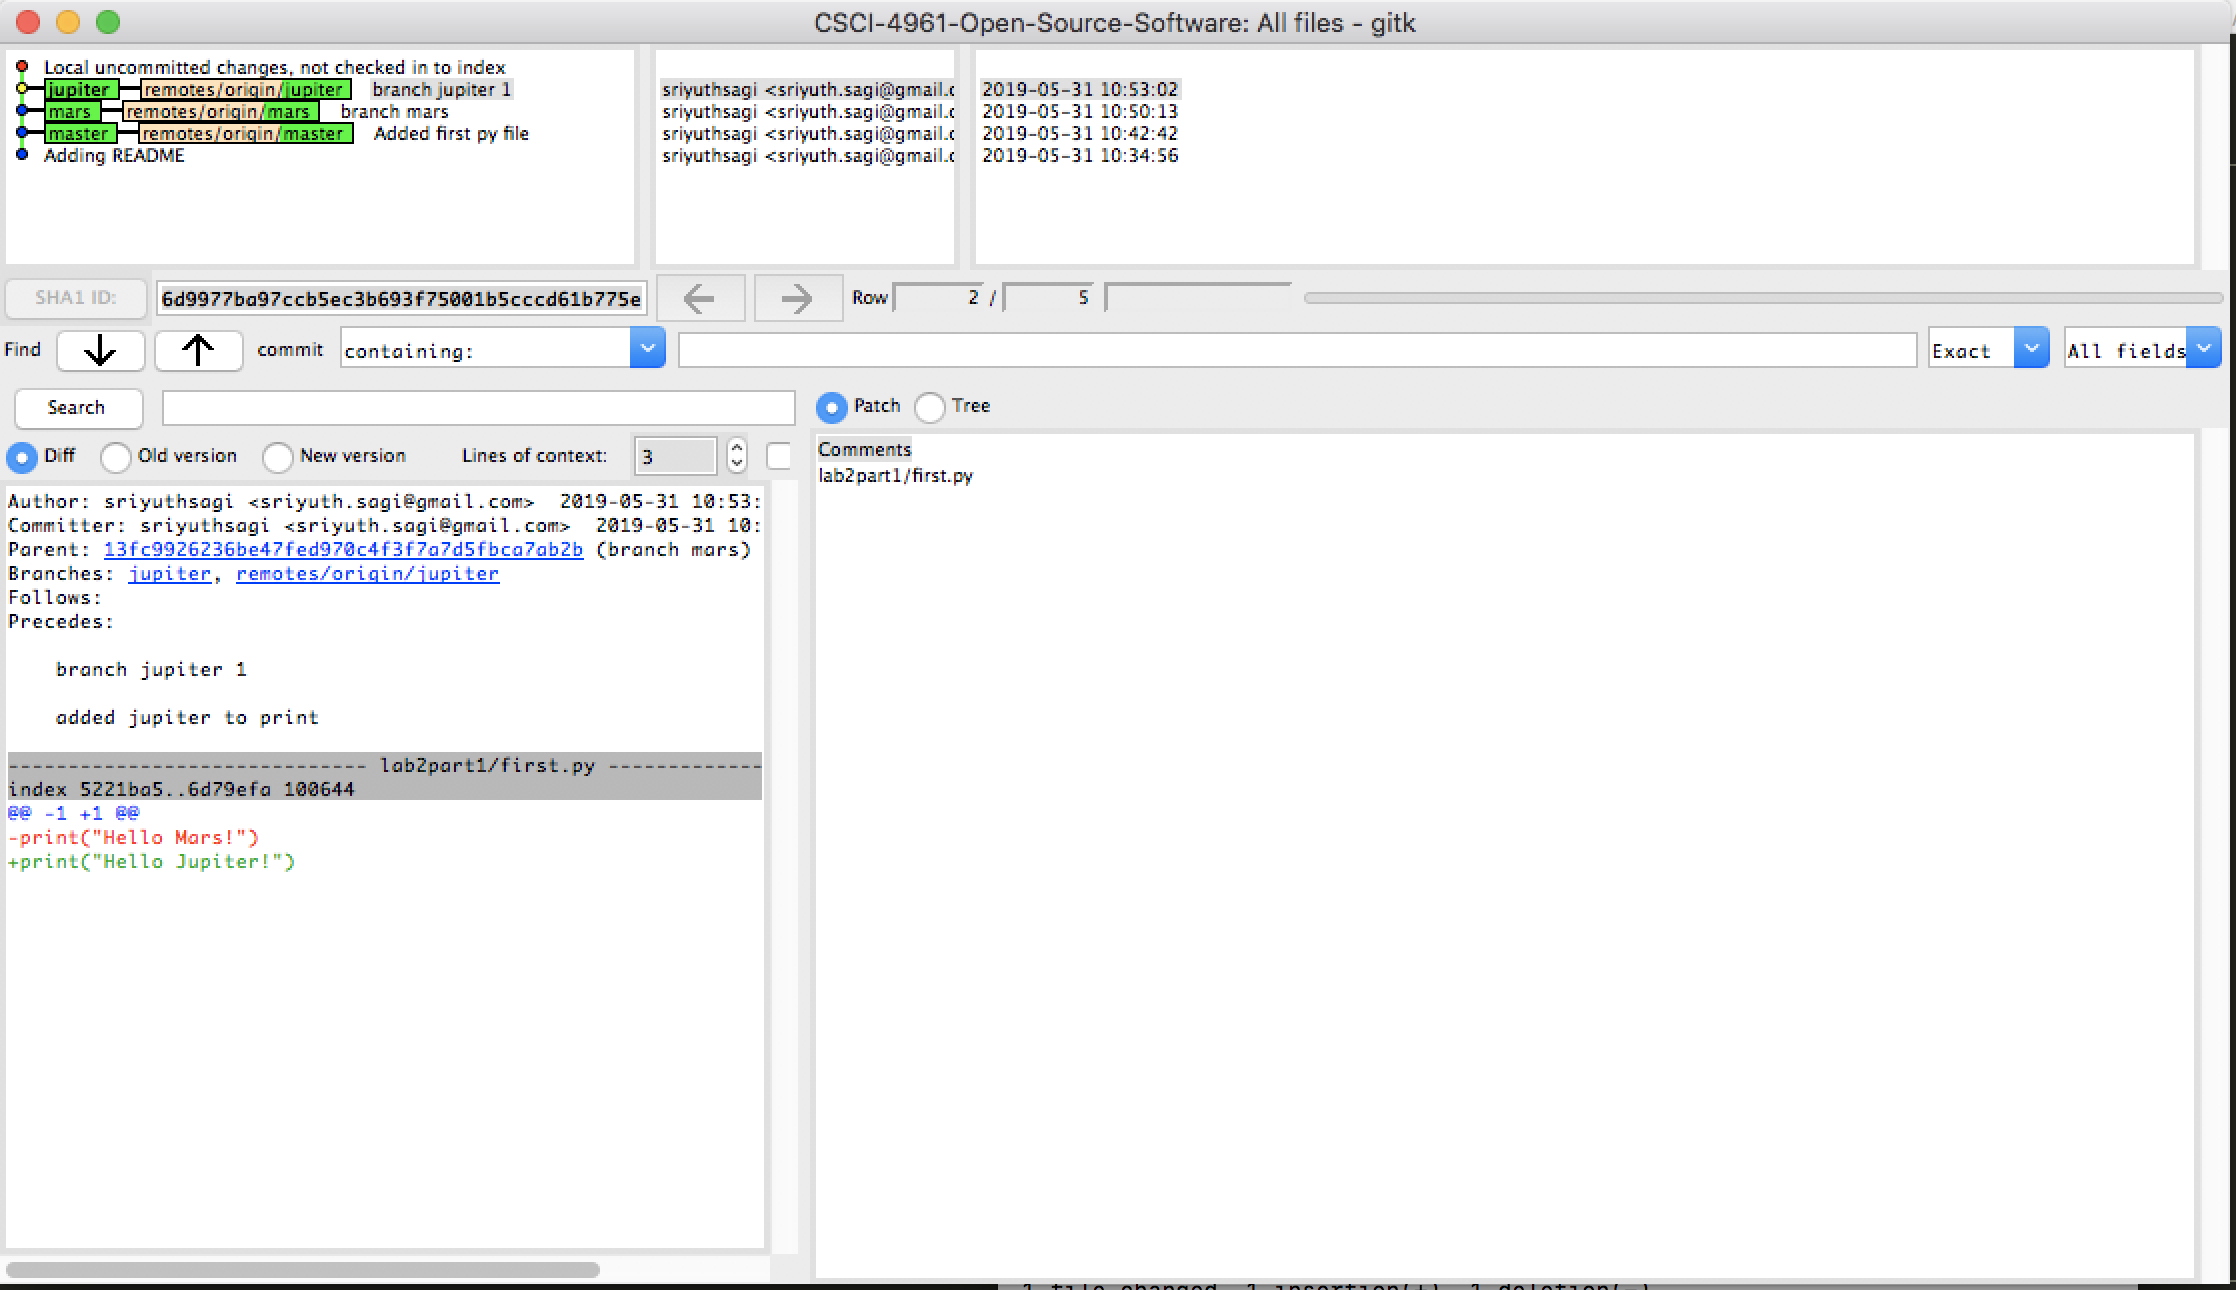 CSCI-4961-Open-Source-Software: All files - gitk
Local uncommitted changes, not checked in to index
jupiter remotes/origin/jupiter branch jupiter 1 sriyuthsagi <sriyuth.sagi@gmail.c 2019-05-31 10:53:02
mars remotes/origin/mars branch mars sriyuthsagi <sriyuth.sagi@gmail.c 2019-05-31 10:50:13
master remotes/origin/master Added first py file sriyuthsagi <sriyuth.sagi@gmail.c 2019-05-31 10:42:42
Adding README sriyuthsagi <sriyuth.sagi@gmail.c 2019-05-31 10:34:56
SHA1 ID: 6d9977ba97ccb5ec3b693f75001b5cccd61b775e Row 2 / 5
Find commit containing: Exact All fields
Search Patch Tree
Diff Old version New version Lines of context: 3
Comments
lab2part1/first.py
Author: sriyuthsagi <sriyuth.sagi@gmail.com> 2019-05-31 10:53:
Committer: sriyuthsagi <sriyuth.sagi@gmail.com> 2019-05-31 10:
Parent: 13fc9926236be47fed970c4f3f7a7d5fbca7ab2b (branch mars)
Branches: jupiter, remotes/origin/jupiter
Follows:
Precedes:
branch jupiter 1
added jupiter to print
------------------------------ lab2part1/first.py -------------
index 5221ba5..6d79efa 100644
@@ -1 +1 @@
-print("Hello Mars!")
+print("Hello Jupiter!")
1 file changed, 1 insertion(+), 1 deletion(-)